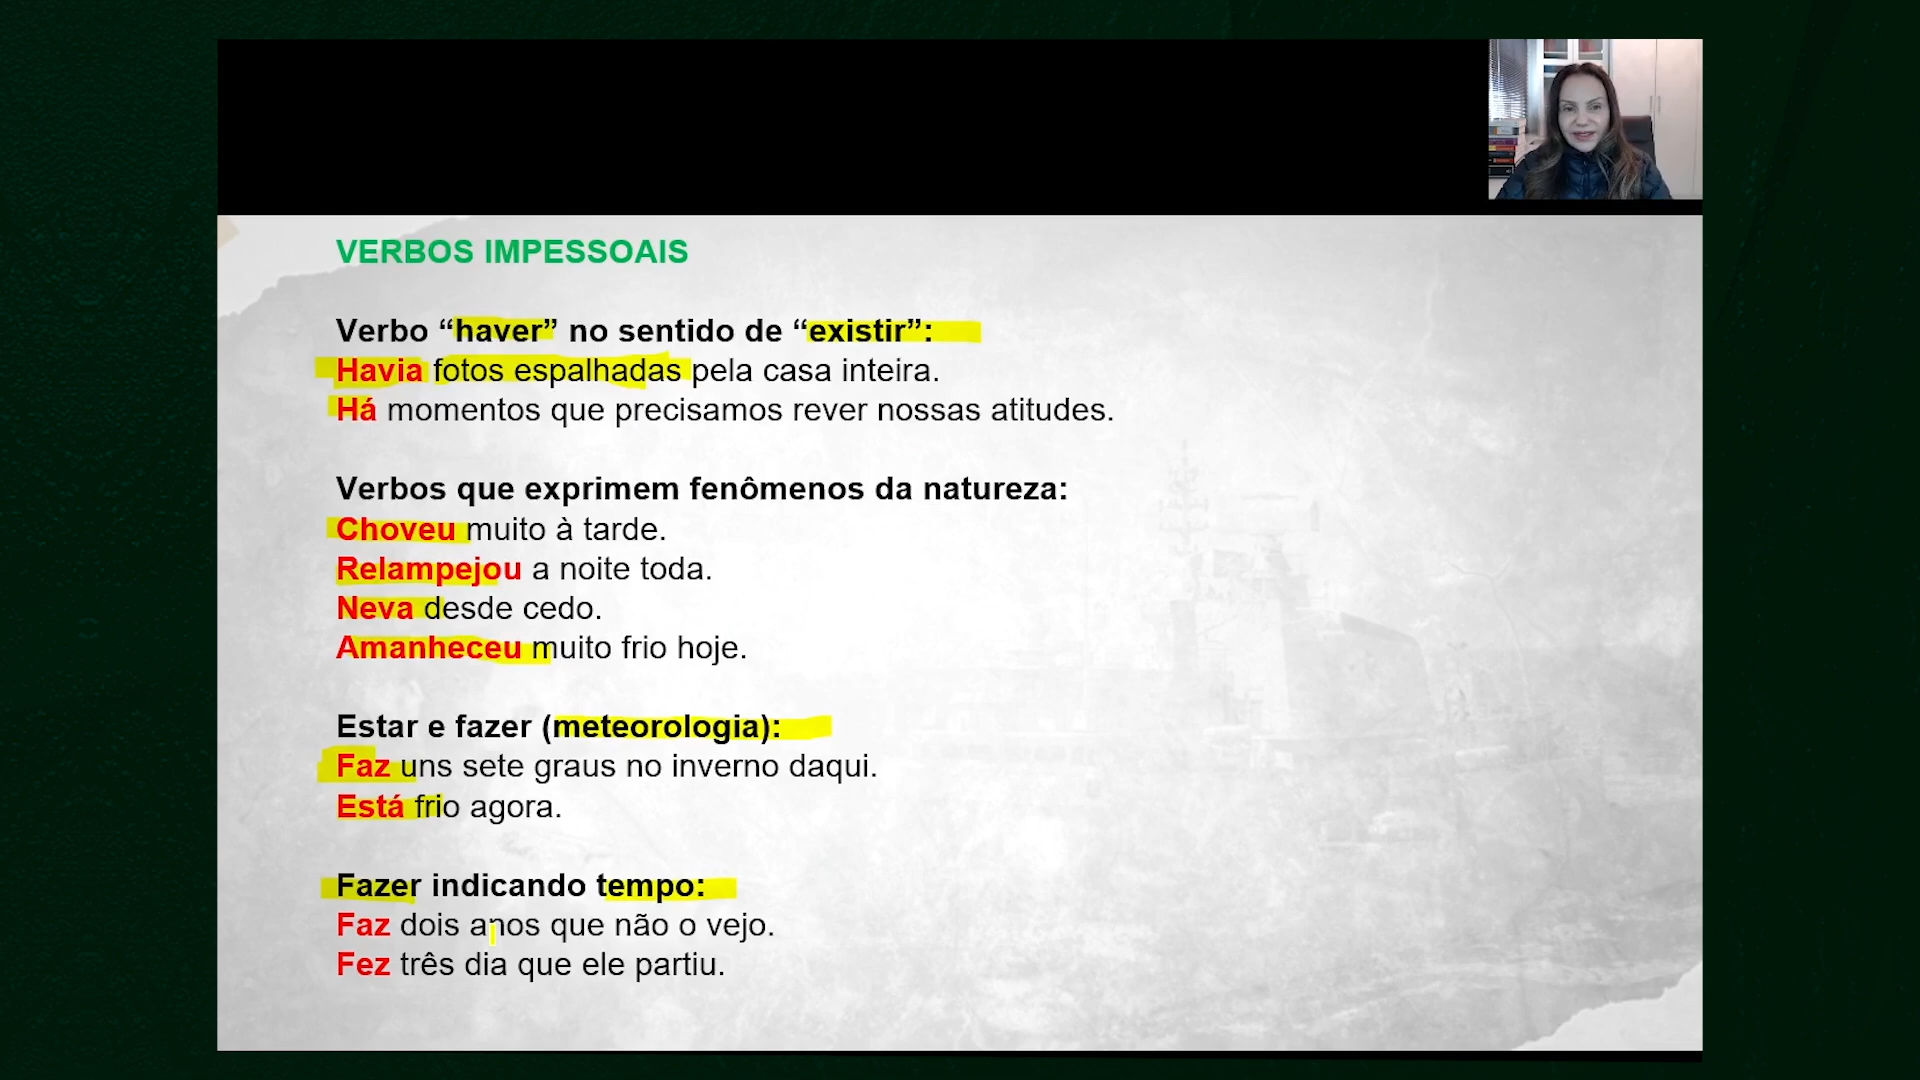 VERBOS IMPESSOAIS
Verbo “haver” no sentido de “existir”:
Havia fotos espalhadas pela casa inteira.
Há momentos que precisamos rever nossas atitudes.
Verbos que exprimem fenômenos da natureza:
Choveu muito à tarde.
Relampejou a noite toda.
Neva desde cedo.
Amanheceu muito frio hoje.
Estar e fazer (meteorologia):
Faz uns sete graus no inverno daqui.
Está frio agora.
Fazer indicando tempo:
Faz dois anos que não o vejo.
Fez três dia que ele partiu.